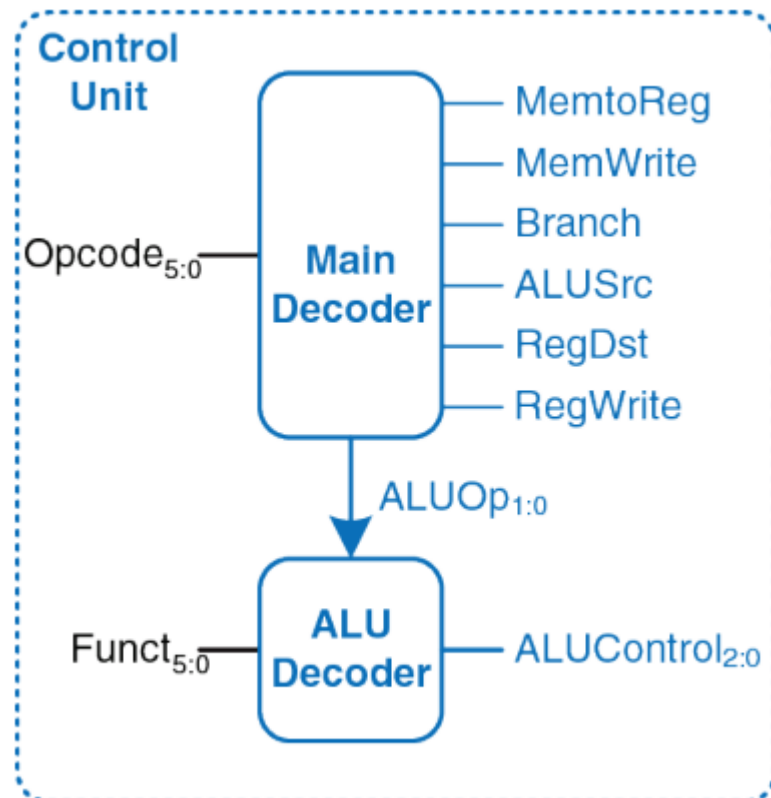 Control
Unit
MemtoReg
MemWrite
Branch
Opcode5:0
Main
Decoder
ALUSrc
RegDst
RegWrite
ALUOp1:0
ALU
Decoder
Funct5:0
ALUControl2:0